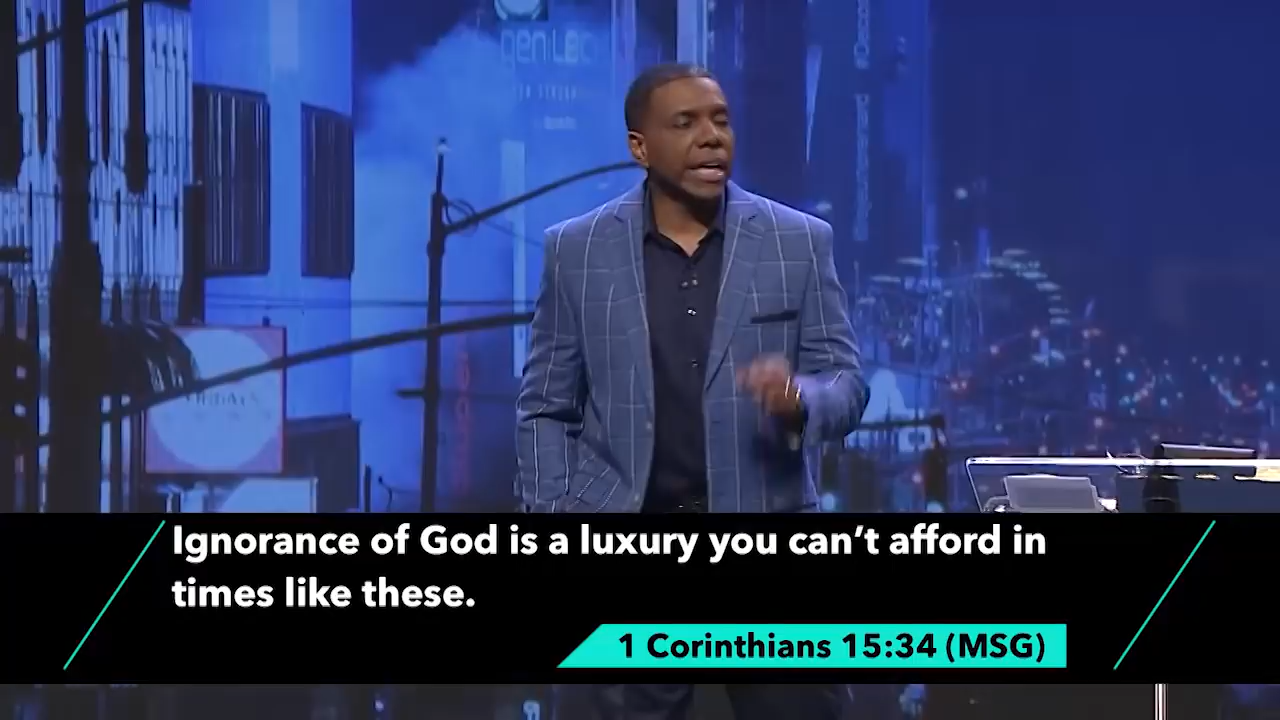 Ignorance of God is a luxury you can’t afford in
times like these.
1 Corinthians 15:34 (MSG)